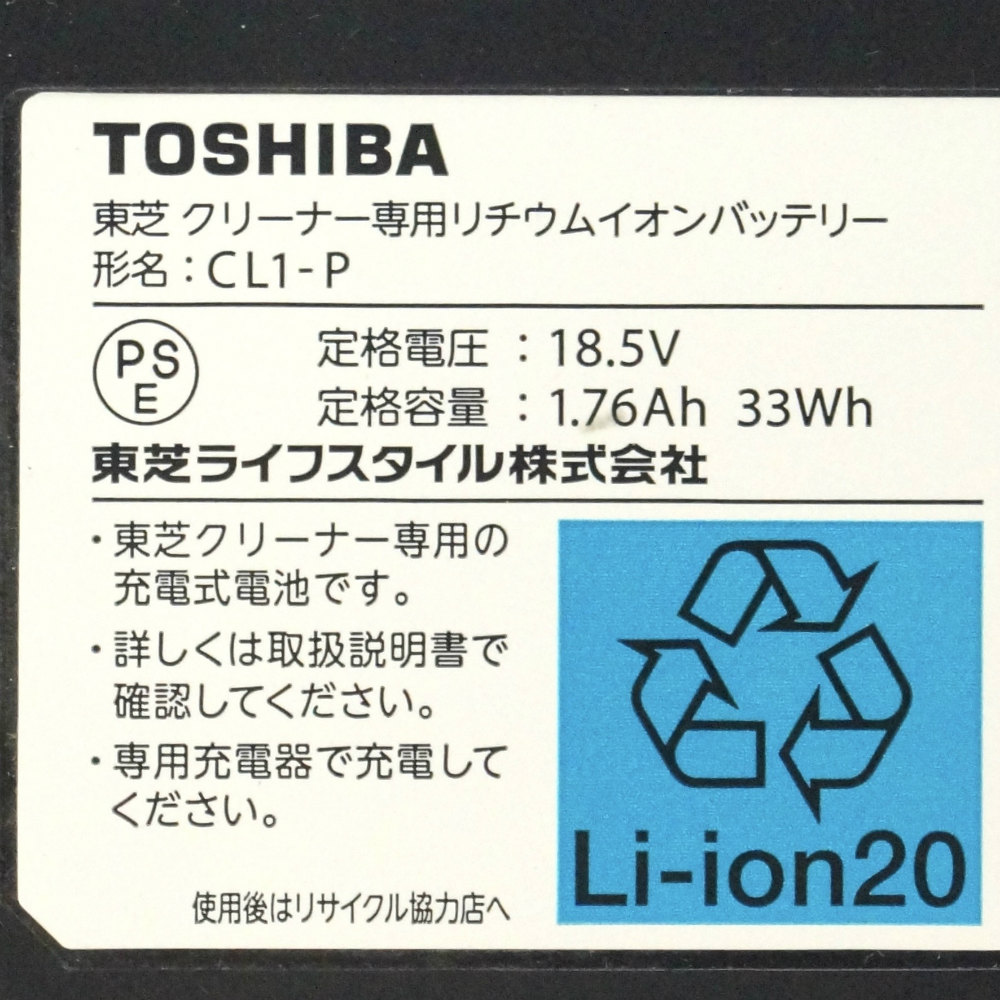 TOSHIBA
東芝 クリーナー専用リチウムイオンバッテリー
形名：CL1-P
PS
E
定格電圧 ：18.5V
定格容量 ：1.76Ah 33Wh
東芝ライフスタイル株式会社
・東芝クリーナー専用の
充電式電池です。
・詳しくは取扱説明書で
確認してください。
・専用充電器で充電して
ください。
使用後はリサイクル協力店へ
Li-ion20